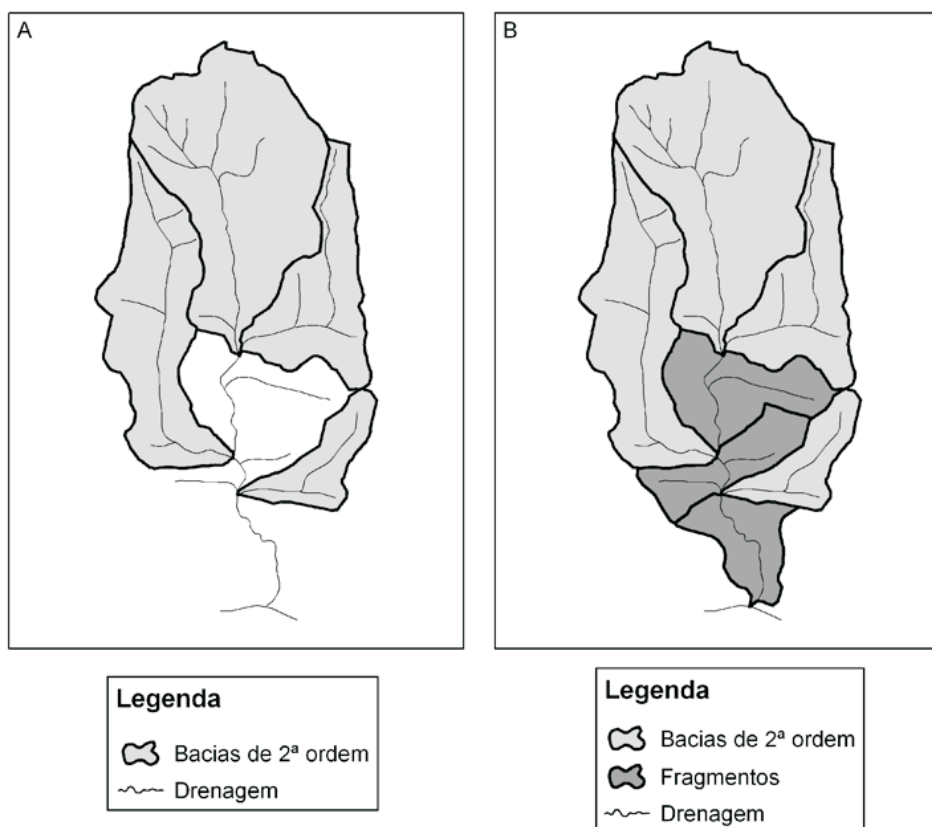 A
B
Legenda
Bacias de 2ª ordem
Drenagem
Legenda
Bacias de 2ª ordem
Fragmentos
Drenagem